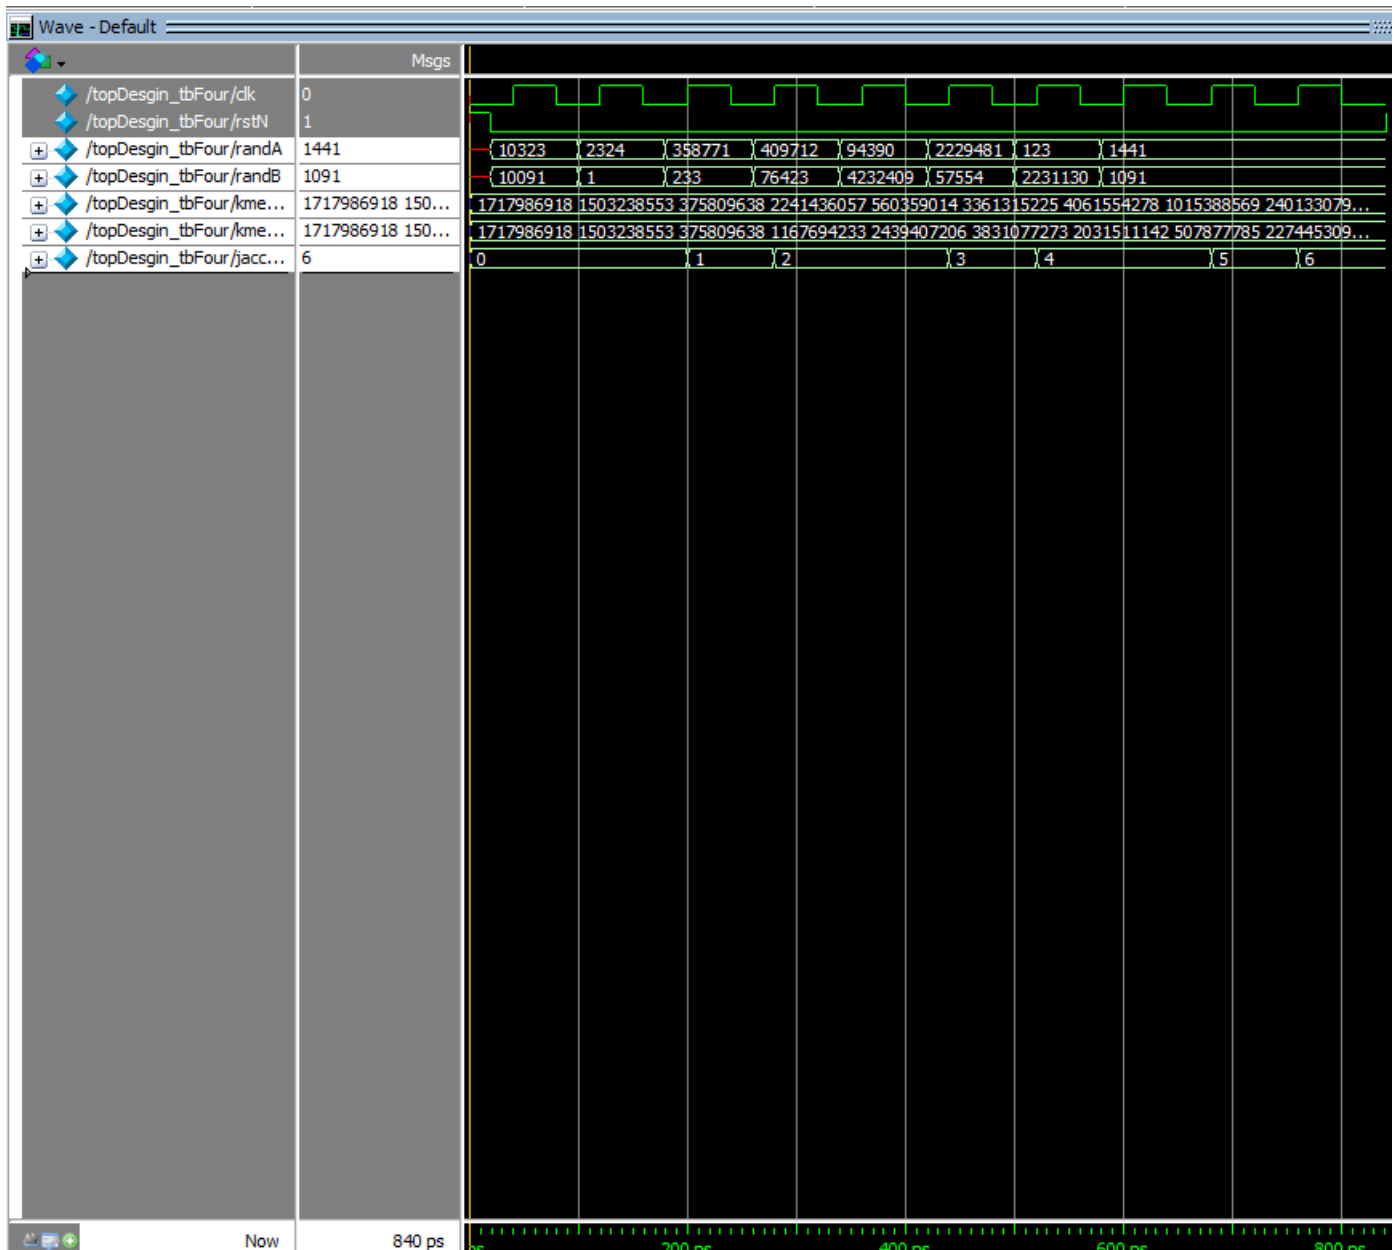 Wave - Default
Msgs
/topDesgin_tbFour/clk 0
/topDesgin_tbFour/rstN 1
/topDesgin_tbFour/randA 1441 10323 2324 358771 409712 94390 2229481 123 1441
/topDesgin_tbFour/randB 1091 10091 1 233 76423 4232409 57554 2231130 1091
/topDesgin_tbFour/kme... 1717986918 150... 1717986918 1503238553 375809638 2241436057 560359014 3361315225 4061554278 1015388569 240133079...
/topDesgin_tbFour/kme... 1717986918 150... 1717986918 1503238553 375809638 1167694233 2439407206 3831077273 2031511142 507877785 227445309...
/topDesgin_tbFour/jacc... 6 0 1 2 3 4 5 6
Now 840 ps ps 200 ps 400 ps 600 ps 800 ps